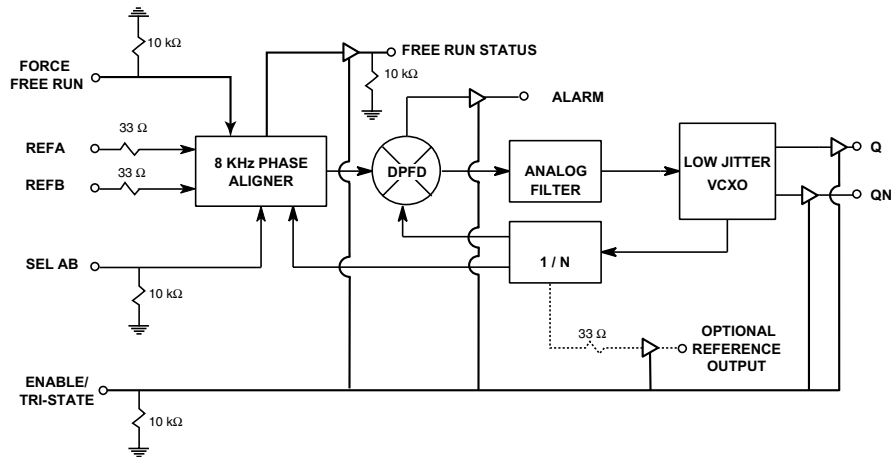 10 kΩ
FORCE
FREE RUN
FREE RUN STATUS
10 kΩ
ALARM
REFA
33 Ω
REFB
33 Ω
8 KHz PHASE
ALIGNER
DPFD
ANALOG
FILTER
LOW JITTER
VCXO
Q
QN
SEL AB
10 kΩ
1 / N
33 Ω
OPTIONAL
REFERENCE
OUTPUT
ENABLE/
TRI-STATE
10 kΩ